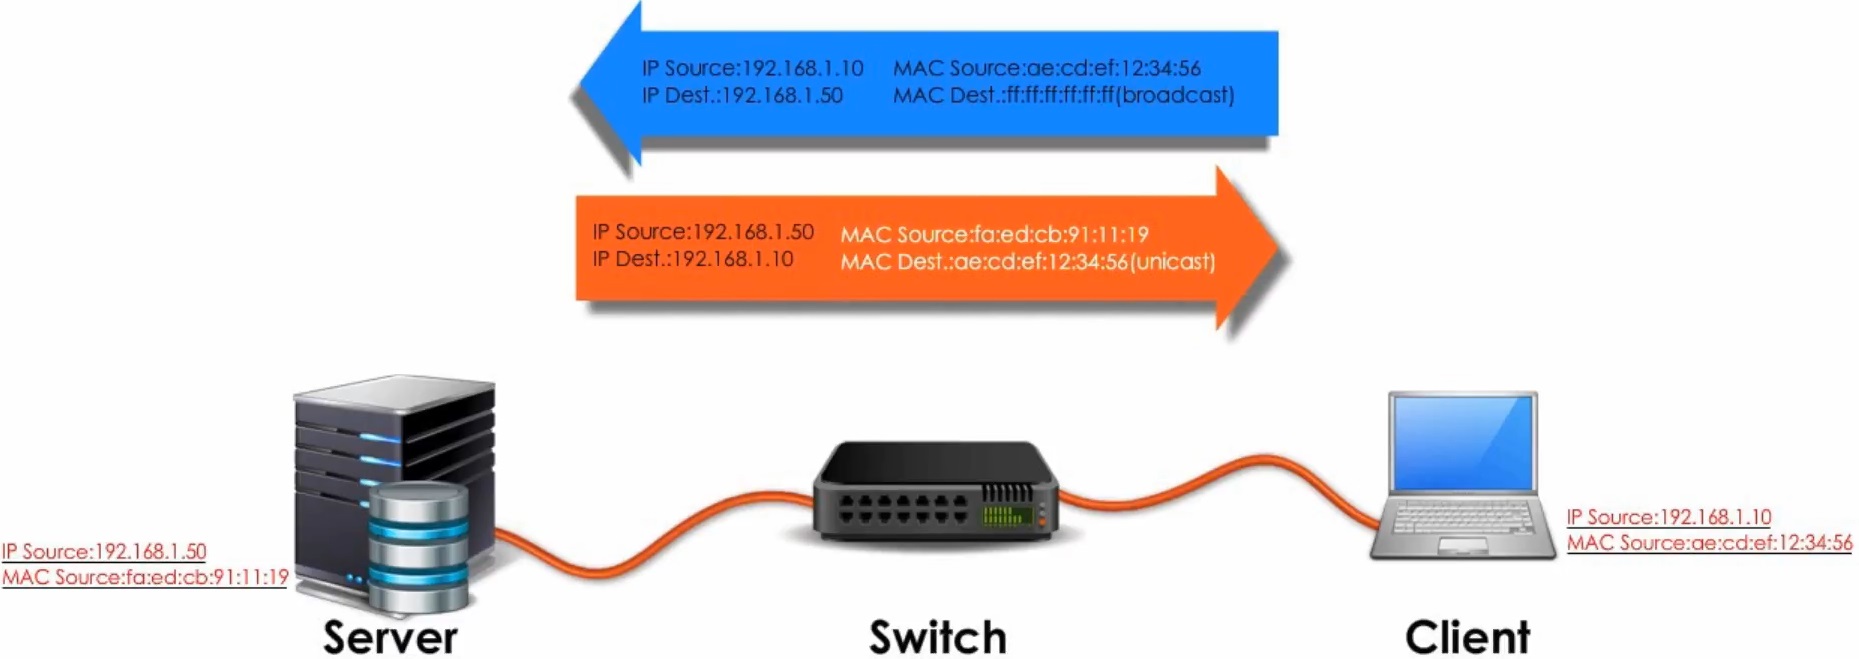 IP Source:192.168.1.10 MAC Source:ae:cd:ef:12:34:56
IP Dest.:192.168.1.50 MAC Dest.:ff:ff:ff:ff:ff:ff(broadcast)
IP Source:192.168.1.50 MAC Source:fa:ed:cb:91:11:19
IP Dest.:192.168.1.10 MAC Dest.:ae:cd:ef:12:34:56(unicast)
IP Source:192.168.1.50
MAC Source:fa:ed:cb:91:11:19
IP Source:192.168.1.10
MAC Source:ae:cd:ef:12:34:56
Server
Switch
Client